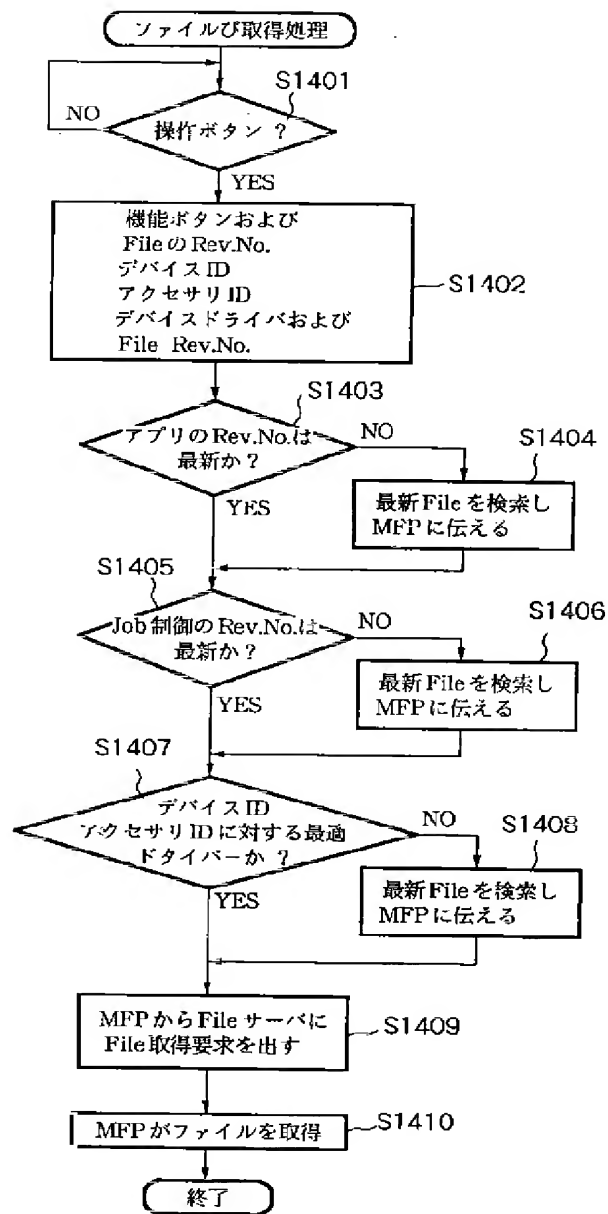 ファイルび取得処理
S1401
NO
操作ボタン ?
YES
機能ボタンおよび
FileのRev.No.
デバイスID
アクセサリID
デバイスドライバおよび
File Rev.No.
S1402
S1403
アプリのRev.No.は
最新か?
NO
S1404
YES
最新Fileを検索し
MFPに伝える
S1405
Job制御のRev.No.は
最新か?
NO
S1406
YES
最新Fileを検索し
MFPに伝える
S1407
デバイスID
アクセサリIDに対する最適
ドタイバーか ?
NO
S1408
YES
最新Fileを検索し
MFPに伝える
MFPからFileサーバに
File取得要求を出す
S1409
MFPがファイルを取得
S1410
終了